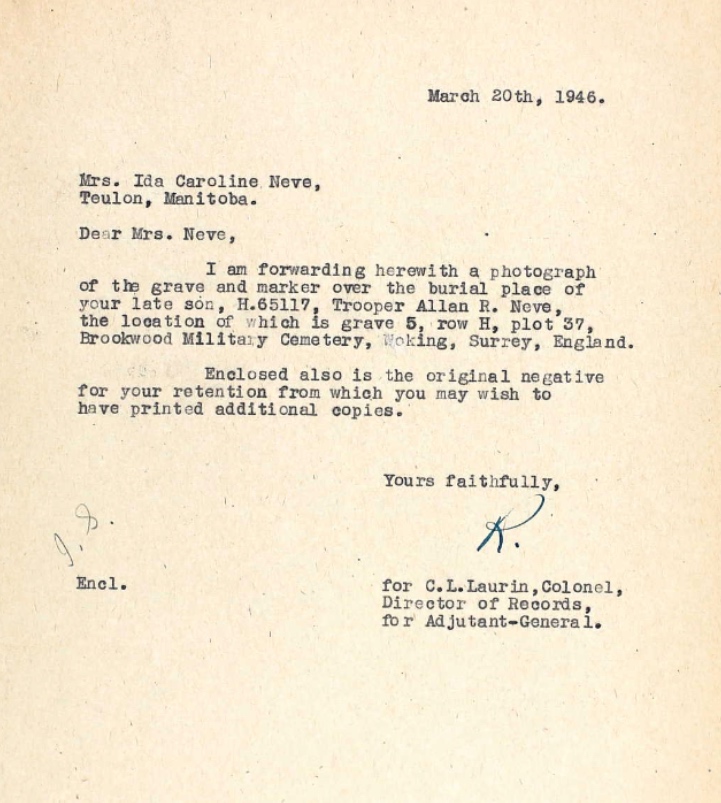 March 20th, 1946.
Mrs. Ida Caroline Neve,
Teulon, Manitoba.
Dear Mrs. Neve,
I am forwarding herewith a photograph
of the grave and marker over the burial place of
your late son, H.65117, Trooper Allan R. Neve,
the location of which is grave 5, row H, plot 37,
Brookwood Military Cemetery, Woking, Surrey, England.
Enclosed also is the original negative
for your retention from which you may wish to
have printed additional copies.
Yours faithfully,
R.
Encl.
for C.L.Laurin,Colonel,
Director of Records,
for Adjutant-General.